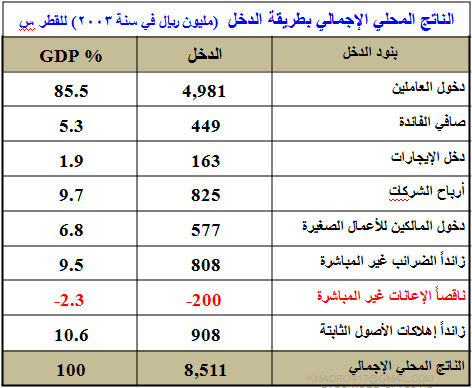 الناتج المحلي الإجمالي بطريقة الدخل (مليون ريال في سنة ٢٠٠٣) للقطر س
بنود الدخل الدخل GDP %
دخول العاملين 4,981 85.5
صافي الفائدة 449 5.3
دخل الإيجارات 163 1.9
أرباح الشركات 825 9.7
دخول المالكين للأعمال الصغيرة 577 6.8
زائداً الضرائب غير المباشرة 808 9.5
ناقصاً الإعانات غير المباشرة -200 -2.3
زائداً إهلاكات الأصول الثابتة 908 10.6
الناتج المحلي الإجمالي 8,511 100